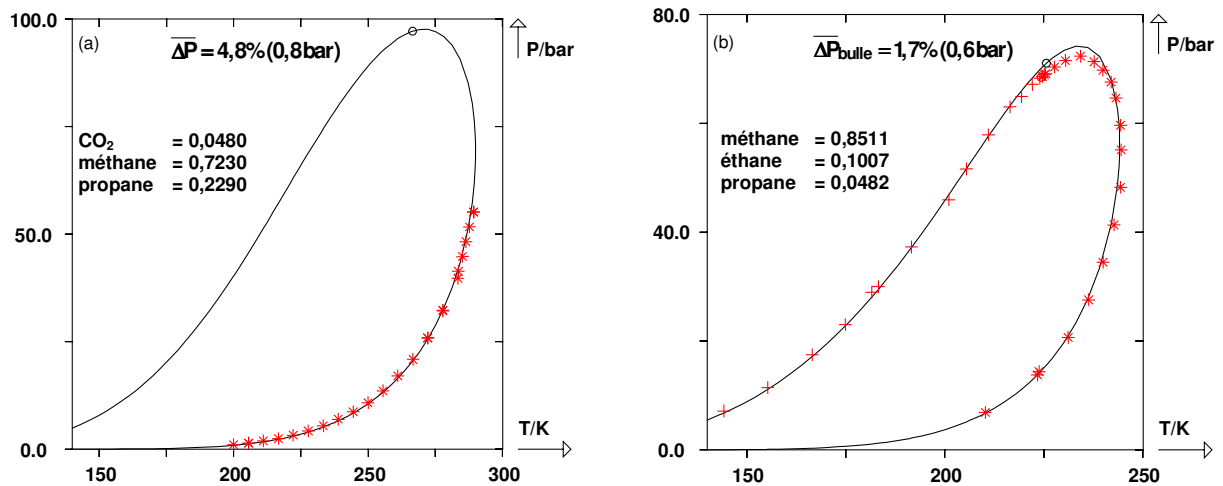 100.0
(a)
ΔP = 4,8% (0,8bar)
P/bar
CO₂ = 0,0480
méthane = 0,7230
propane = 0,2290
50.0
T/K
0.0
150 200 250 300
80.0
(b)
ΔP bulle = 1,7% (0,6bar)
P/bar
méthane = 0,8511
éthane = 0,1007
propane = 0,0482
40.0
T/K
0.0
150 200 250